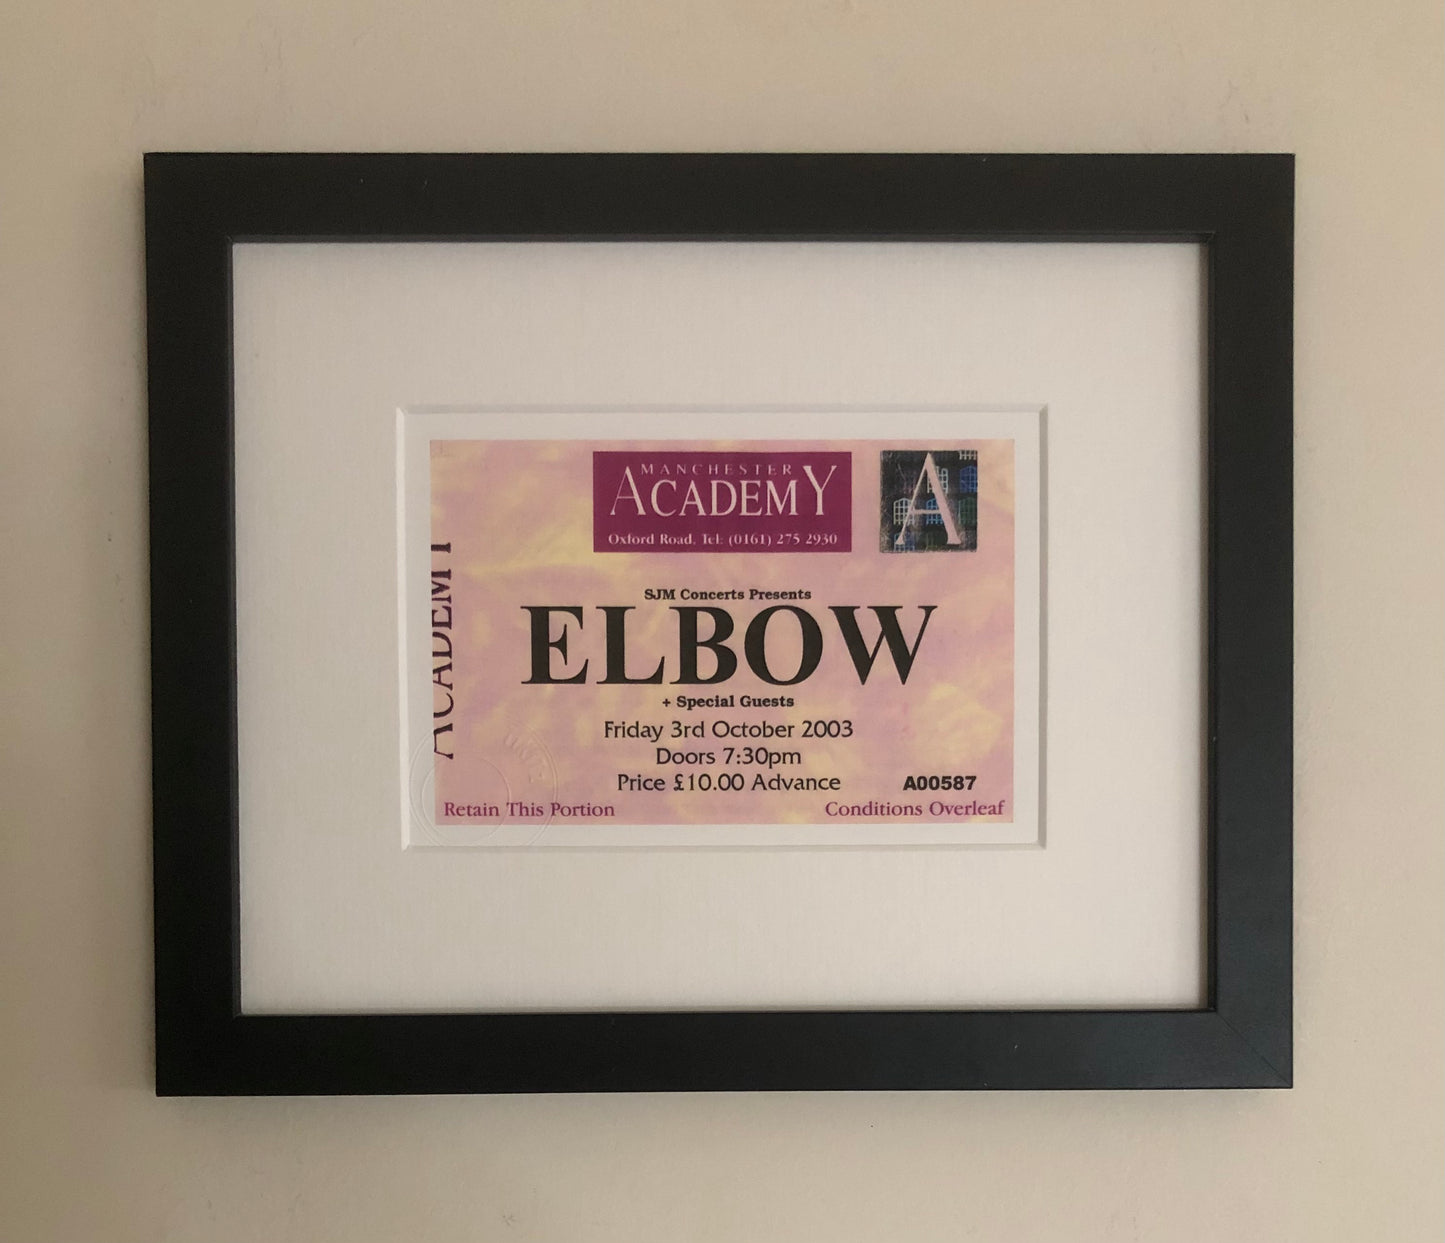 MANCHESTER
ACADEMY
Oxford Road. Tel: (0161) 275 2930
A
ACADEMY
SJM Concerts Presents
ELBOW
+ Special Guests
Friday 3rd October 2003
Doors 7:30pm
Price £10.00 Advance
A00587
Retain This Portion
Conditions Overleaf